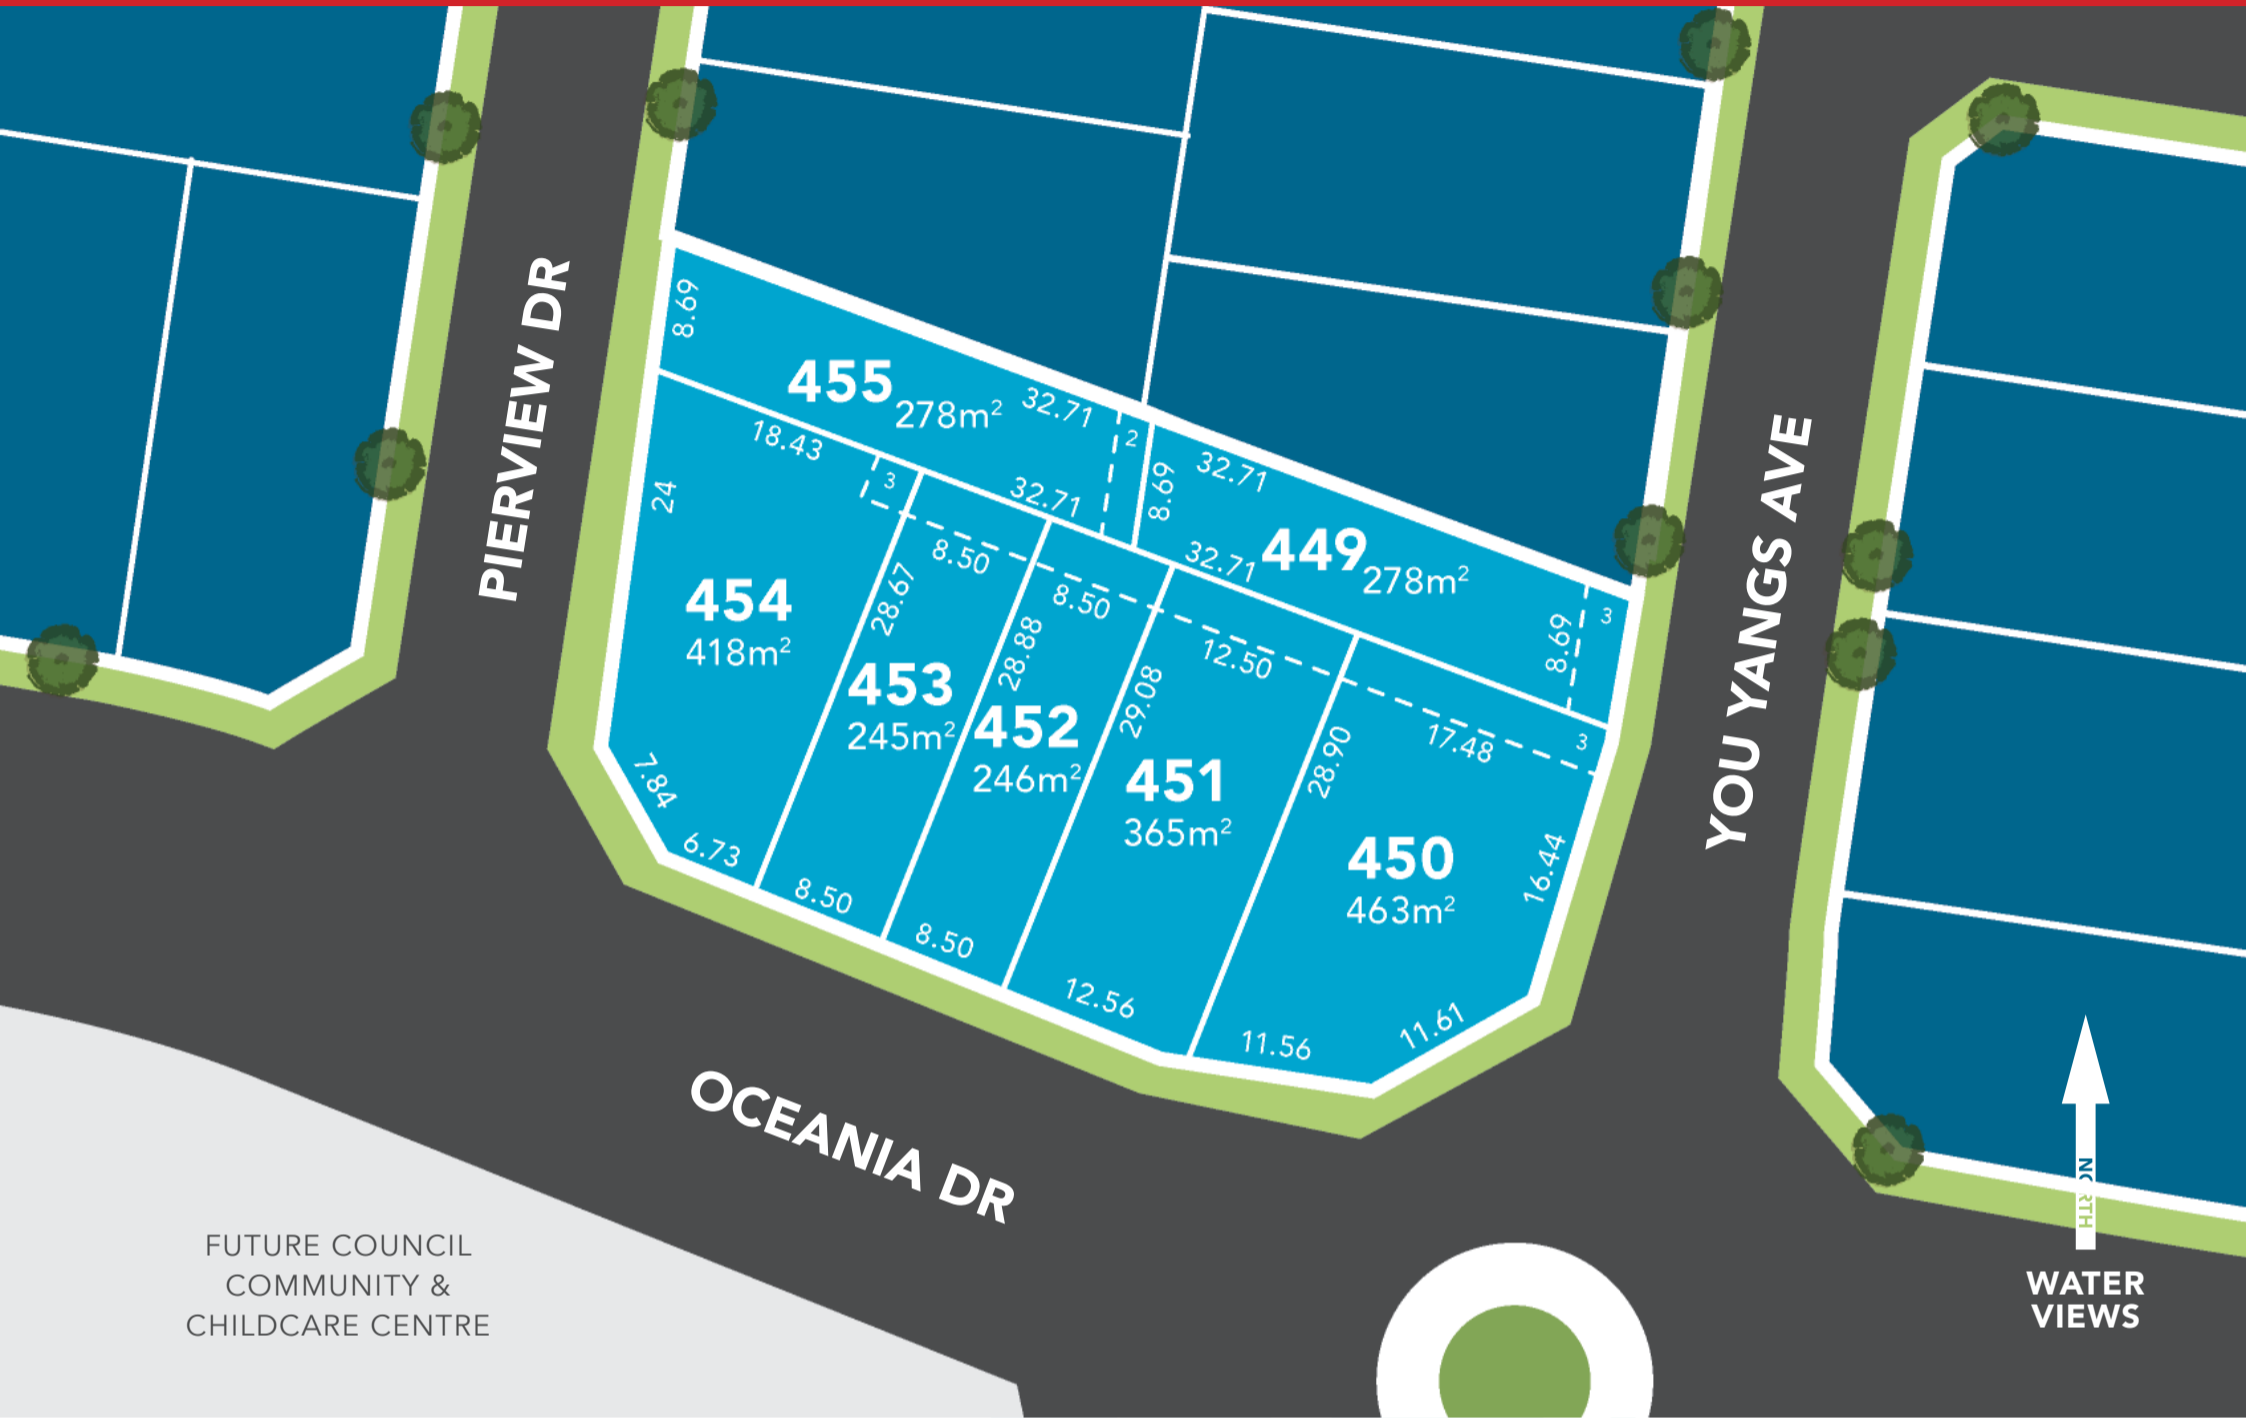 PIERVIEW DR
8.69
455
278m²
32.71
2
18.43
3
32.71
8.69
32.71
24
8.50
32.71
449
278m²
8.50
8.69
3
454
418m²
28.67
453
245m²
28.88
452
246m²
12.50
29.08
451
365m²
17.48
3
28.90
450
463m²
16.44
7.84
6.73
8.50
8.50
12.56
11.56
11.61
YOU YANGS AVE
OCEANIA DR
FUTURE COUNCIL
COMMUNITY &
CHILDCARE CENTRE
NORTH
WATER
VIEWS